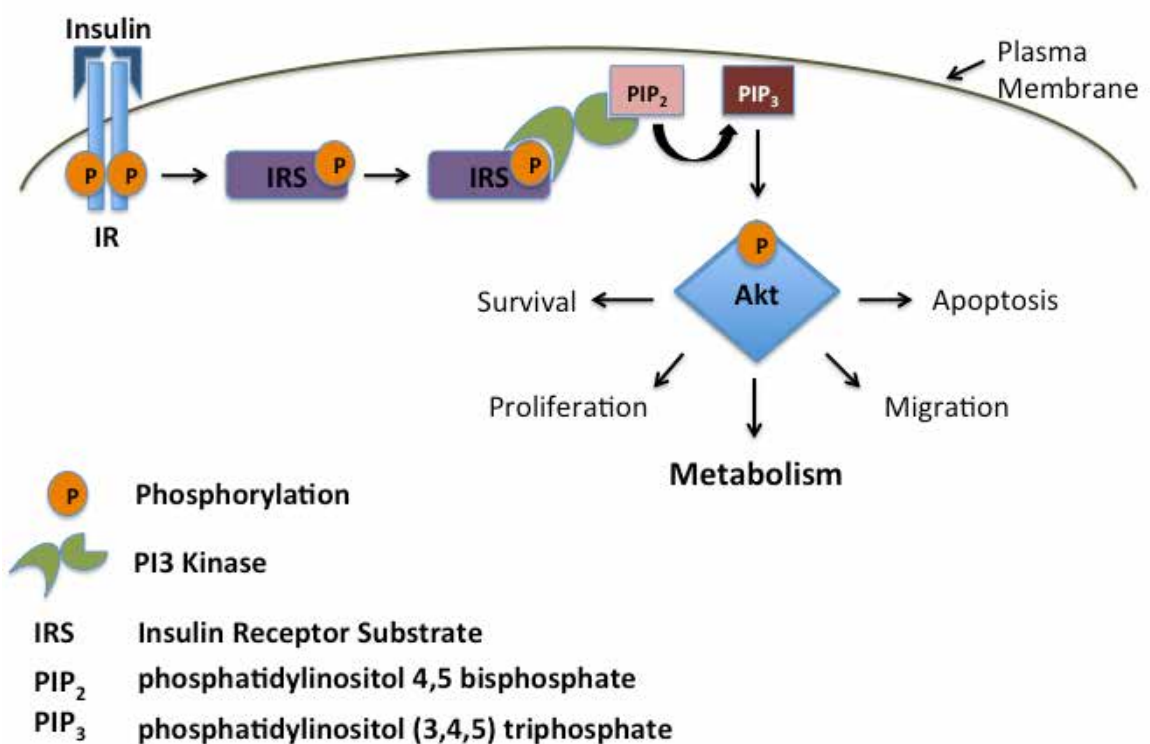 Insulin
Plasma
Membrane
PIP2
PIP3
P
P
IRS
P
IRS
P
IR
P
Akt
Survival
Apoptosis
Proliferation
Migration
Metabolism
P Phosphorylation
PI3 Kinase
IRS Insulin Receptor Substrate
PIP2 phosphatidylinositol 4,5 bisphosphate
PIP3 phosphatidylinositol (3,4,5) triphosphate